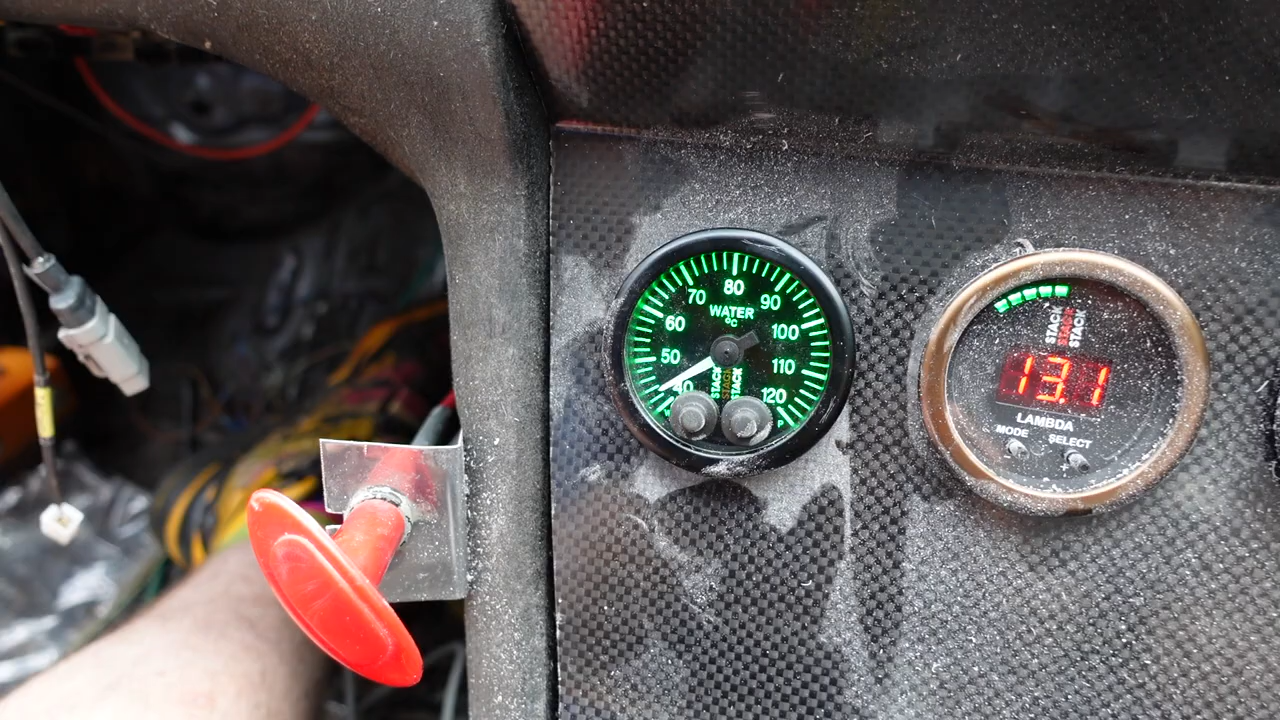 80
70
90
WATER
°C
60
100
50
110
40
120
STACK
STACK
STACK
P
STACK
STACK
STACK
13.1
LAMBDA
MODE
SELECT
+